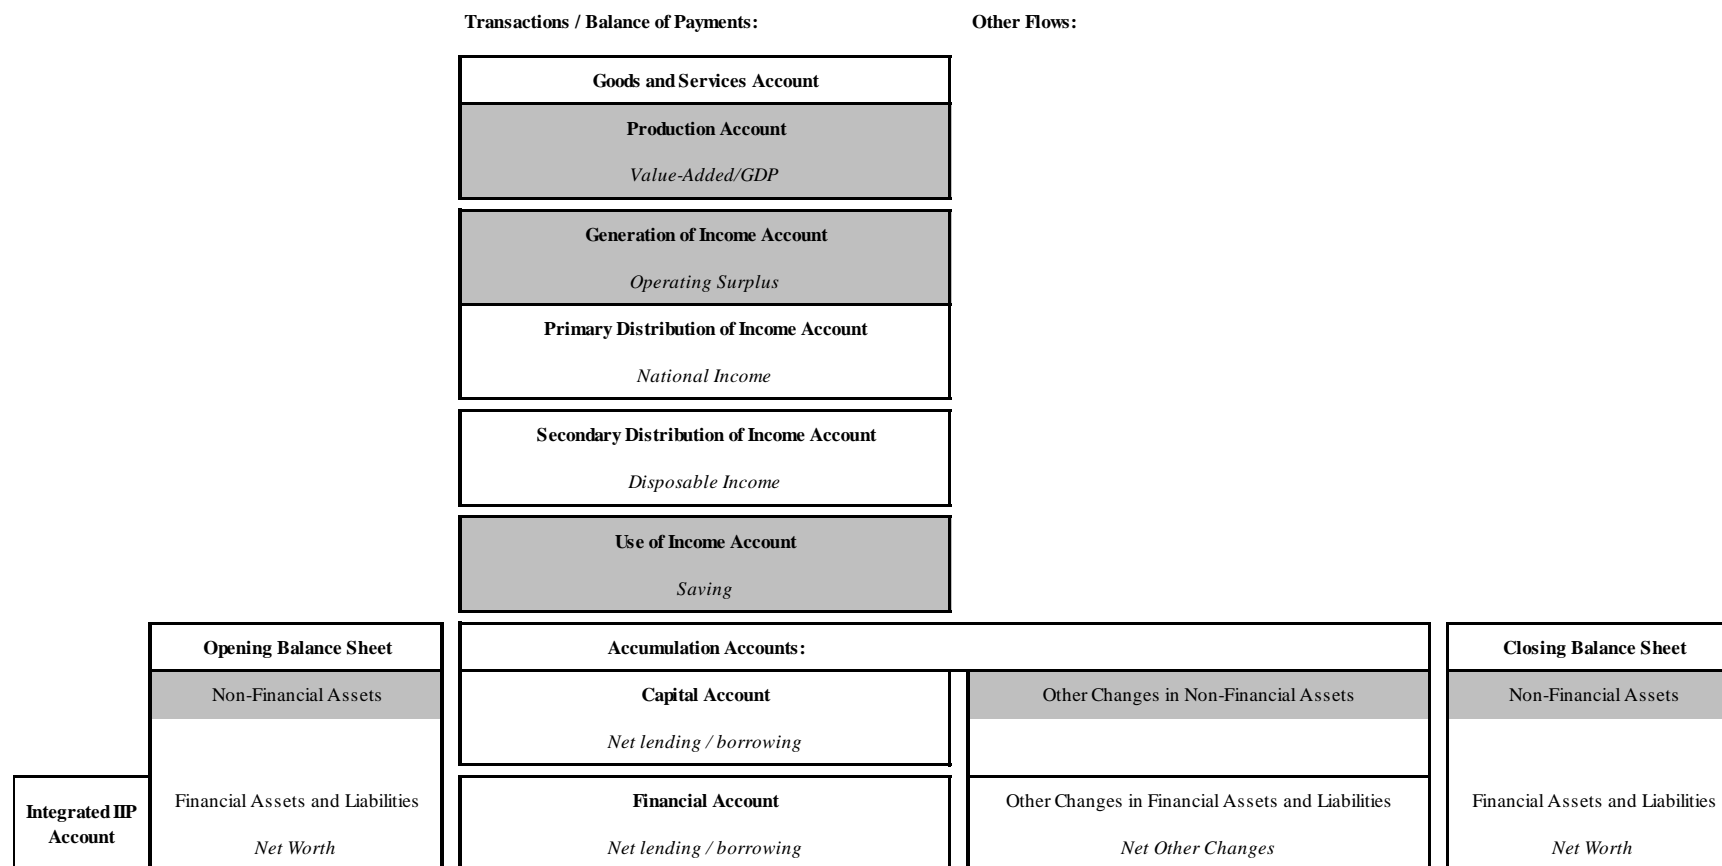 Transactions / Balance of Payments:
Other Flows:
Goods and Services Account
Production Account
Value-Added/GDP
Generation of Income Account
Operating Surplus
Primary Distribution of Income Account
National Income
Secondary Distribution of Income Account
Disposable Income
Use of Income Account
Saving
Opening Balance Sheet
Accumulation Accounts:
Closing Balance Sheet
Non-Financial Assets
Capital Account
Other Changes in Non-Financial Assets
Non-Financial Assets
Net lending / borrowing
Integrated IIP
Account
Financial Assets and Liabilities
Financial Account
Other Changes in Financial Assets and Liabilities
Financial Assets and Liabilities
Net Worth
Net lending / borrowing
Net Other Changes
Net Worth